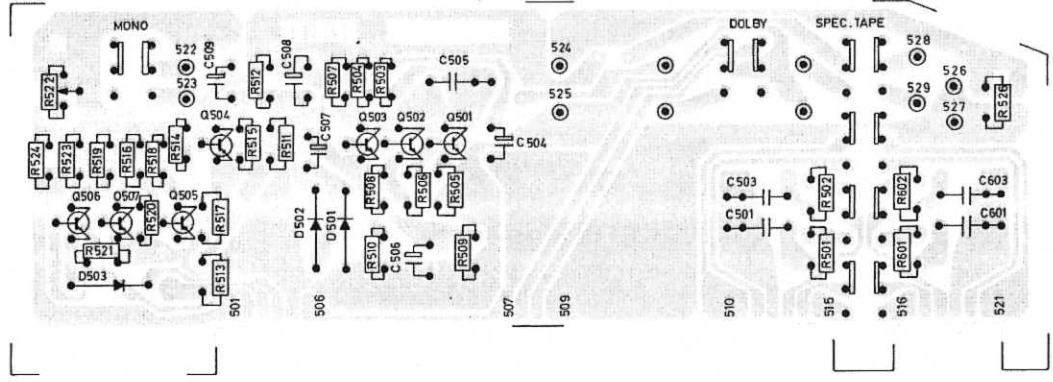 MONO
DOLBY
SPEC. TAPE
522
C509
C508
R512
R507
R504
R503
C505
524
528
526
R522
523
525
529
527
R526
Q504
C507
Q503
Q502
Q501
C504
R524
R523
R519
R516
R518
R514
R515
R511
R508
R506
R505
C503
R502
R602
C603
Q506
Q507
R520
Q505
R517
D502
D501
C501
C601
R521
R510
C506
R509
R501
R601
D503
R513
501
506
507
509
510
515
516
521